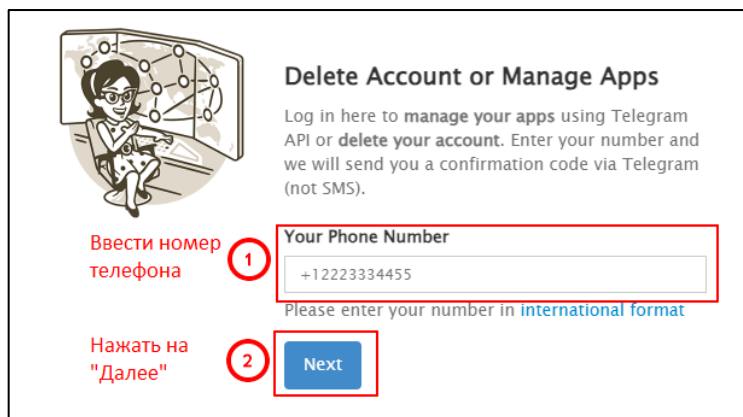 Delete Account or Manage Apps
Log in here to manage your apps using Telegram
API or delete your account. Enter your number and
we will send you a confirmation code via Telegram
(not SMS).
Ввести номер
телефона
1
Your Phone Number
+12223334455
Please enter your number in international format
Нажать на
"Далее"
2
Next